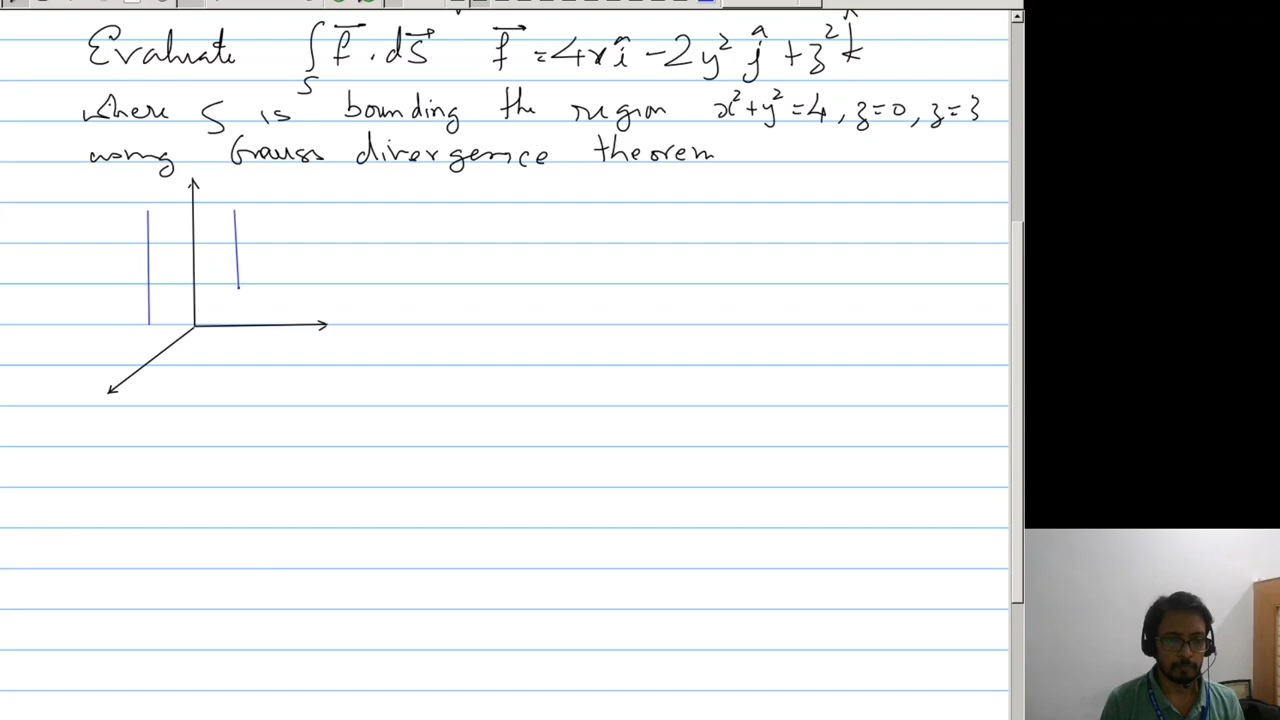 Evaluate ∫_S f⃗ . ds⃗ f⃗ = 4x î − 2y² ĵ + z² k̂
where S is bounding the region x² + y² = 4, z = 0, z = 3
using Gauss divergence theorem